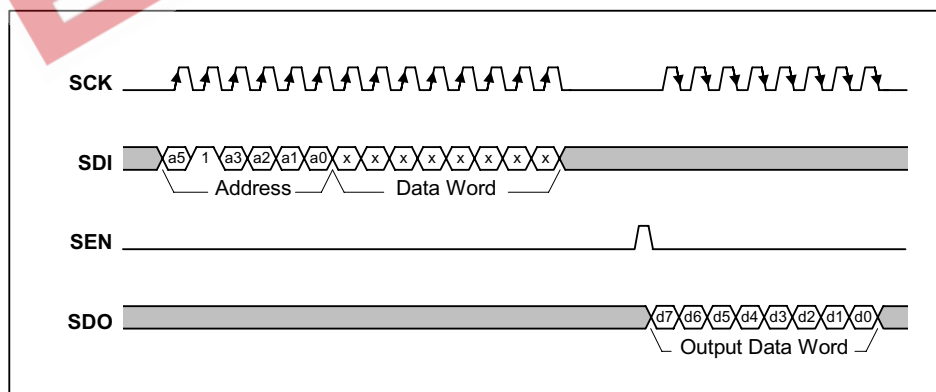 SCK
SDI a5 1 a3 a2 a1 a0 x x x x x x x x
Address Data Word
SEN
SDO d7 d6 d5 d4 d3 d2 d1 d0
Output Data Word